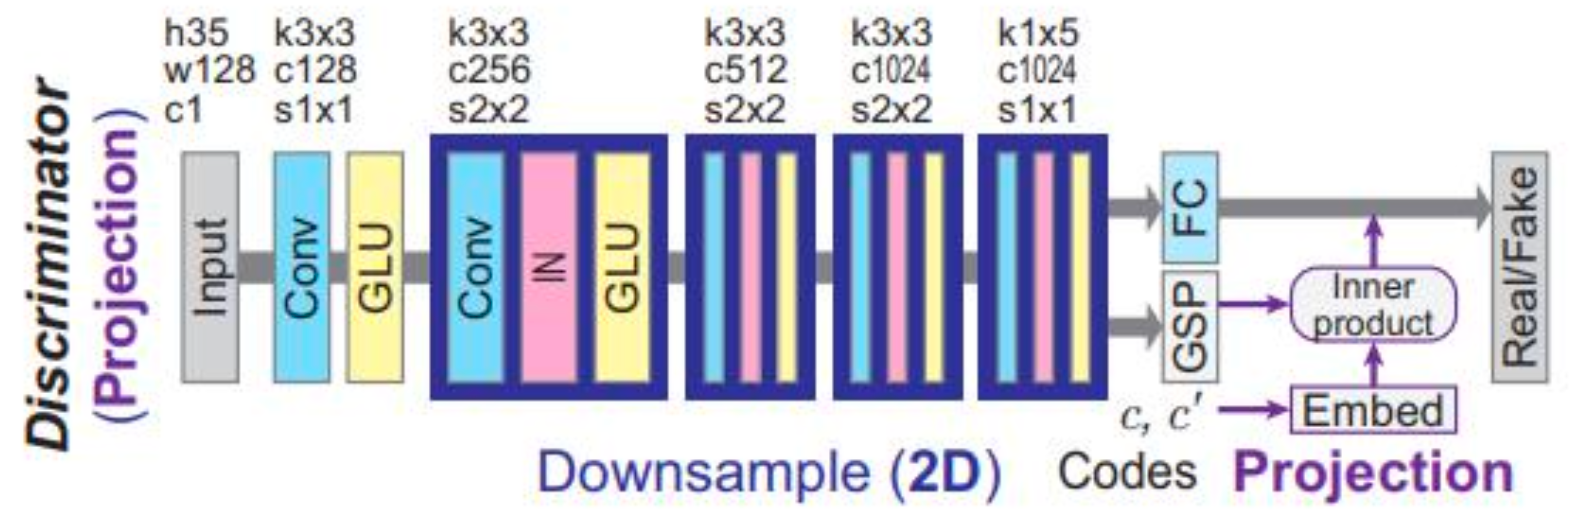 Discriminator
(Projection)
h35
w128
c1
k3x3
c128
s1x1
k3x3
c256
s2x2
k3x3
c512
s2x2
k3x3
c1024
s2x2
k1x5
c1024
s1x1
Input
Conv
GLU
Conv
IN
GLU
FC
GSP
Inner
product
Real/Fake
c, c′
Embed
Downsample (2D)
Codes
Projection